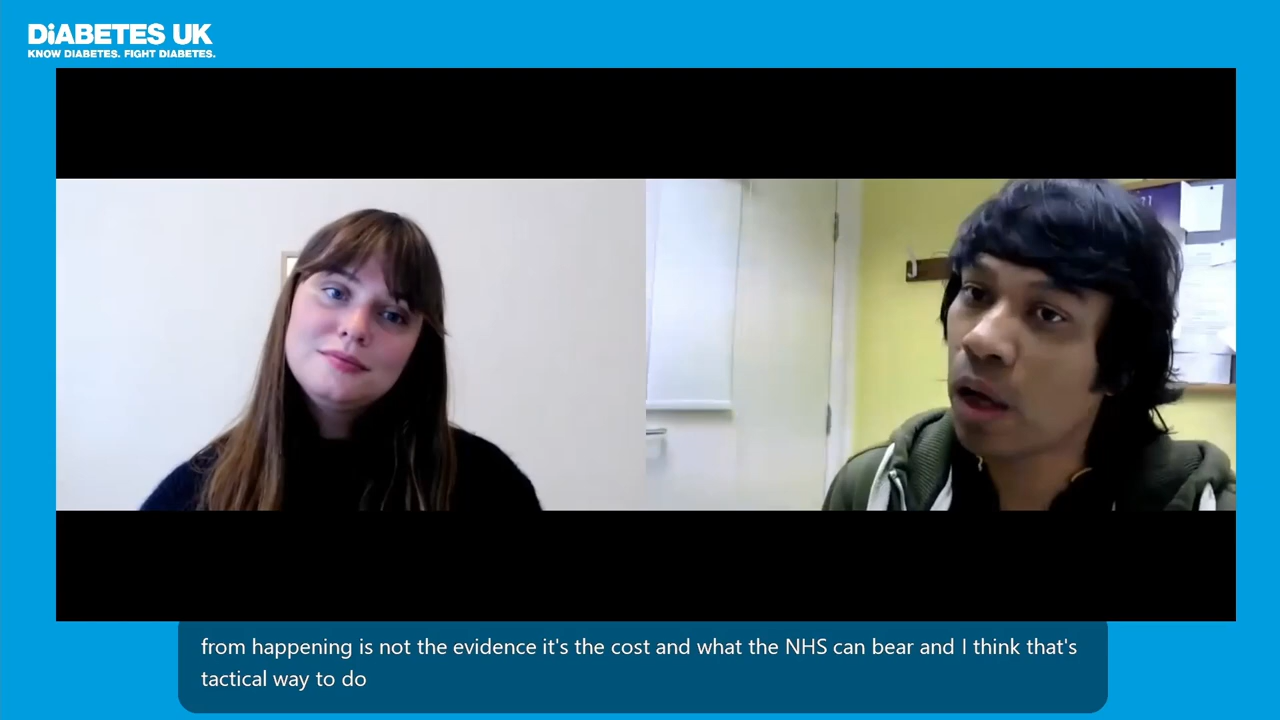 DiABETES UK
KNOW DIABETES. FIGHT DIABETES.
from happening is not the evidence it's the cost and what the NHS can bear and I think that's
tactical way to do